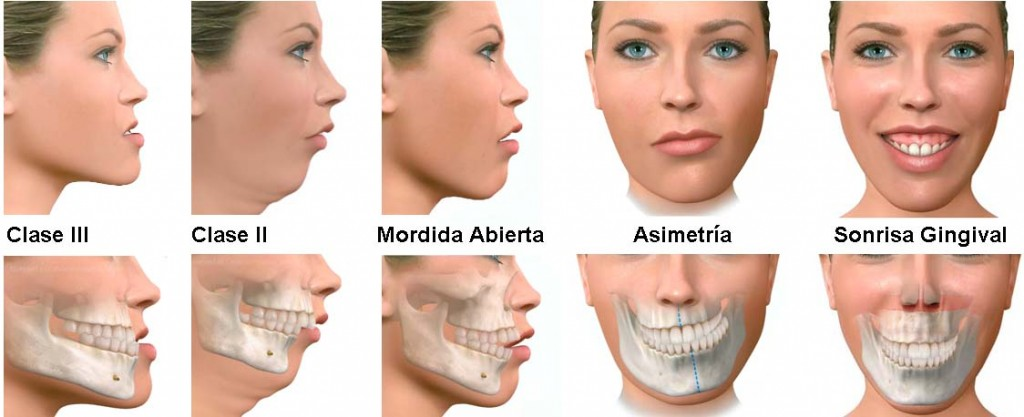 Clase III
Clase II
Mordida Abierta
Asimetría
Sonrisa Gingival